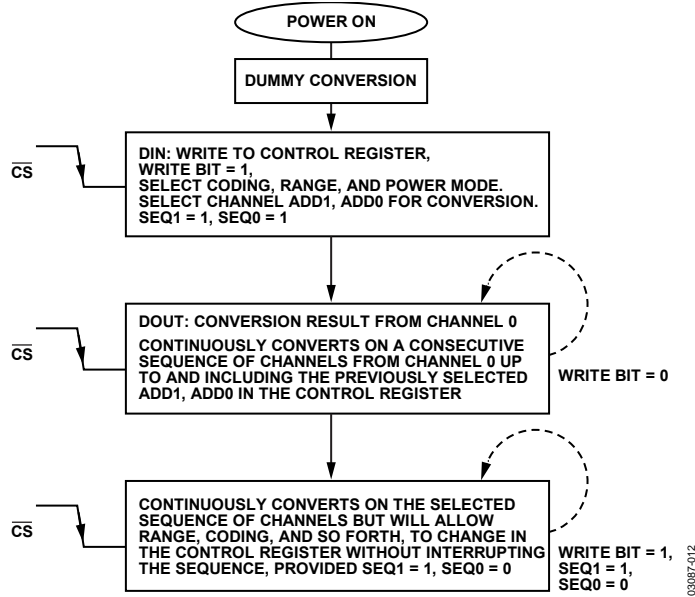 POWER ON
DUMMY CONVERSION
CS
DIN: WRITE TO CONTROL REGISTER,
WRITE BIT = 1,
SELECT CODING, RANGE, AND POWER MODE.
SELECT CHANNEL ADD1, ADD0 FOR CONVERSION.
SEQ1 = 1, SEQ0 = 1
CS
DOUT: CONVERSION RESULT FROM CHANNEL 0
CONTINUOUSLY CONVERTS ON A CONSECUTIVE
SEQUENCE OF CHANNELS FROM CHANNEL 0 UP
TO AND INCLUDING THE PREVIOUSLY SELECTED
ADD1, ADD0 IN THE CONTROL REGISTER
WRITE BIT = 0
CS
CONTINUOUSLY CONVERTS ON THE SELECTED
SEQUENCE OF CHANNELS BUT WILL ALLOW
RANGE, CODING, AND SO FORTH, TO CHANGE IN
THE CONTROL REGISTER WITHOUT INTERRUPTING
THE SEQUENCE, PROVIDED SEQ1 = 1, SEQ0 = 0
WRITE BIT = 1,
SEQ1 = 1,
SEQ0 = 0
03087-012